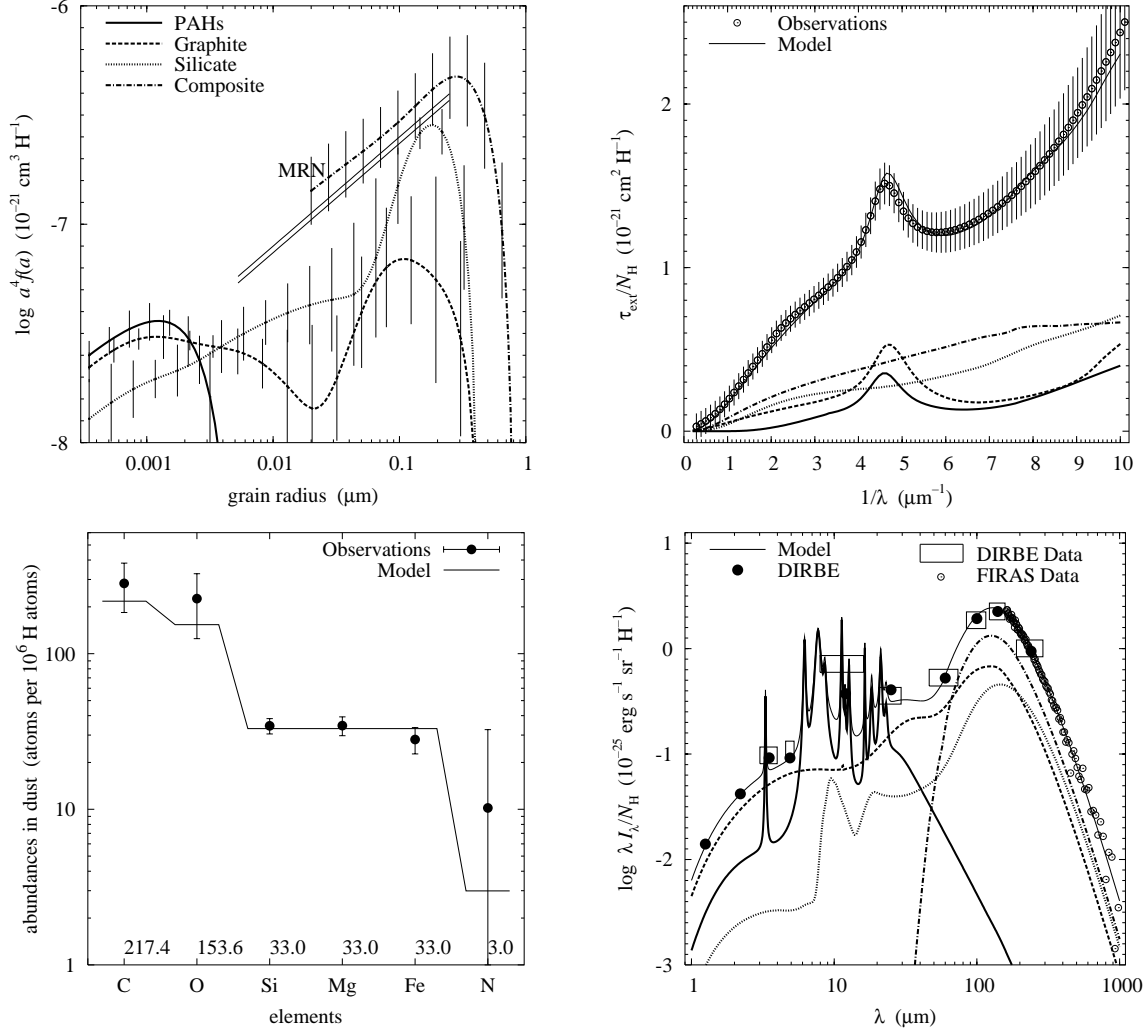 PAHs
Graphite
Silicate
Composite
MRN
-6
-7
-8
log a⁴f(a) (10⁻²¹ cm³ H⁻¹)
0.001 0.01 0.1 1
grain radius (μm)
Observations
Model
2
1
0
τext/NH (10⁻²¹ cm² H⁻¹)
0 1 2 3 4 5 6 7 8 9 10
1/λ (μm⁻¹)
Observations
Model
100
10
1
abundances in dust (atoms per 10⁶ H atoms)
217.4 153.6 33.0 33.0 33.0 3.0
C O Si Mg Fe N
elements
Model
DIRBE
DIRBE Data
FIRAS Data
1
0
-1
-2
-3
log λ Iλ/NH (10⁻²⁵ erg s⁻¹ sr⁻¹ H⁻¹)
1 10 100 1000
λ (μm)